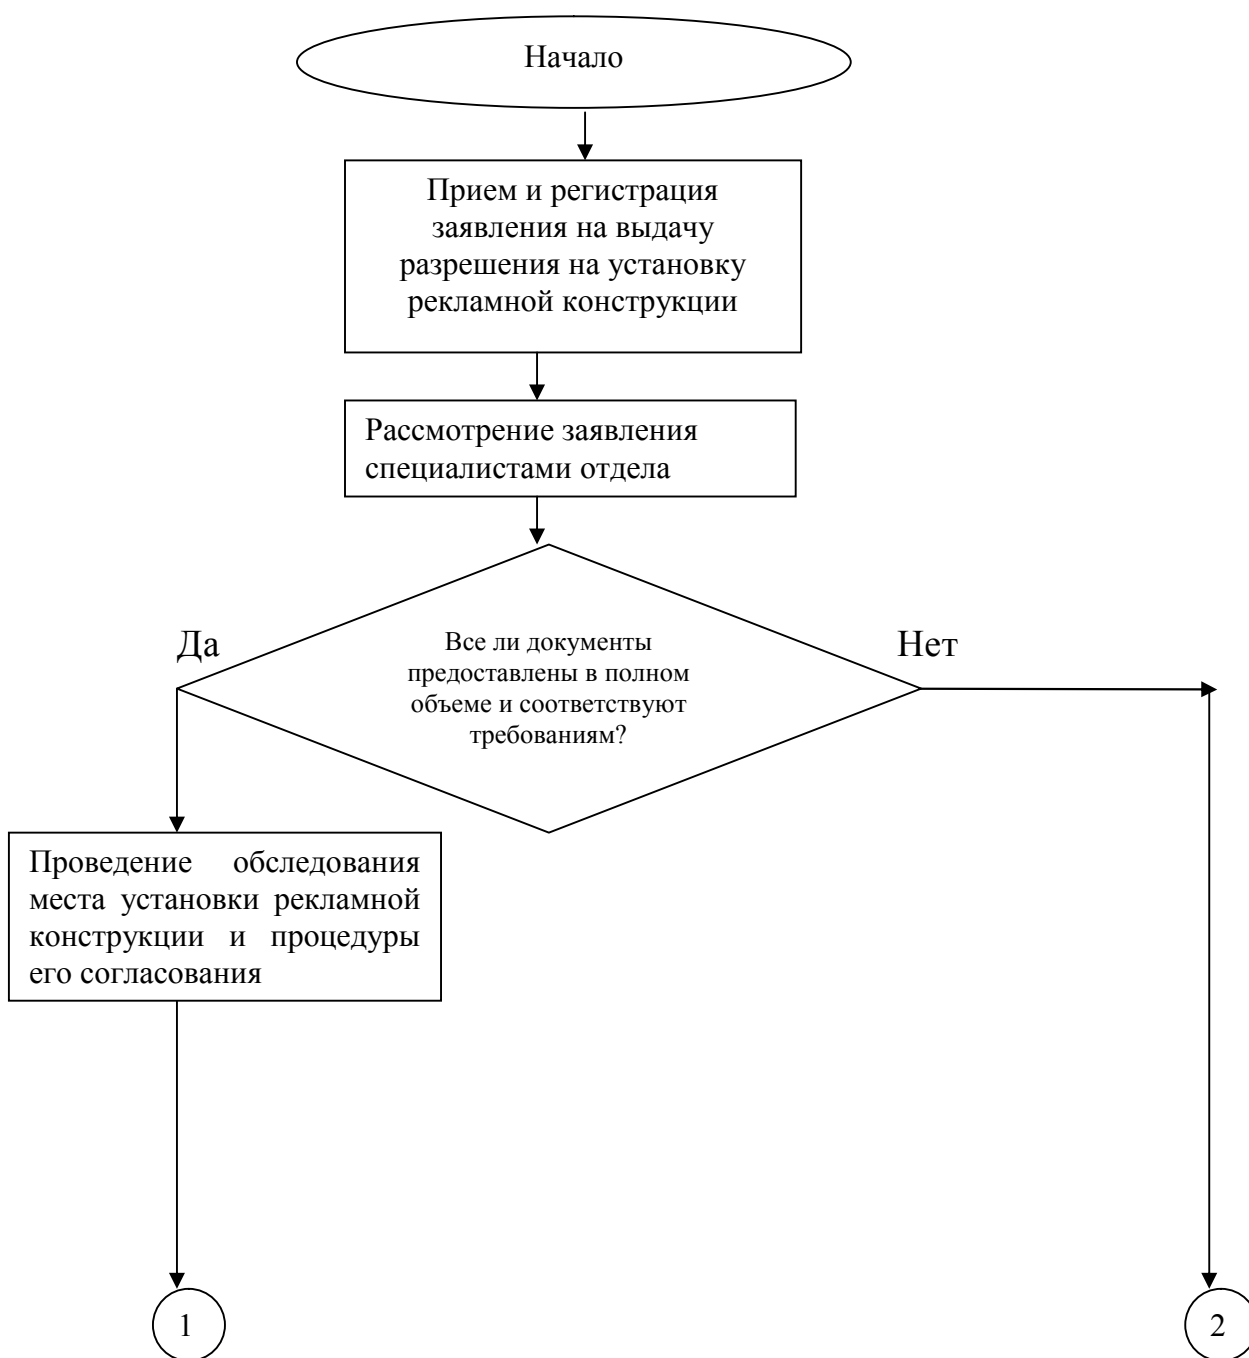 Начало
Прием и регистрация
заявления на выдачу
разрешения на установку
рекламной конструкции
Рассмотрение заявления
специалистами отдела
Да
Все ли документы
предоставлены в полном
объеме и соответствуют
требованиям?
Нет
Проведение обследования
места установки рекламной
конструкции и процедуры
его согласования
1
2